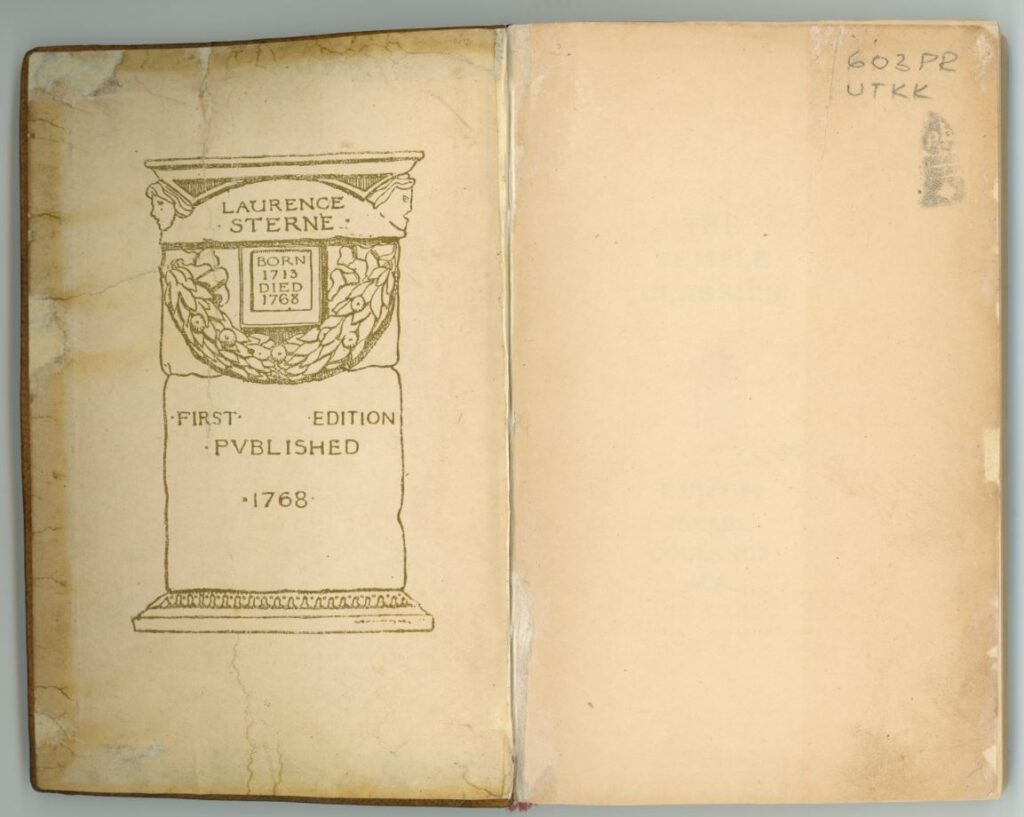 LAURENCE
· STERNE ·
BORN
1713
DIED
1768
·FIRST· ·EDITION
·PVBLISHED
·1768·
603PR
UTKK